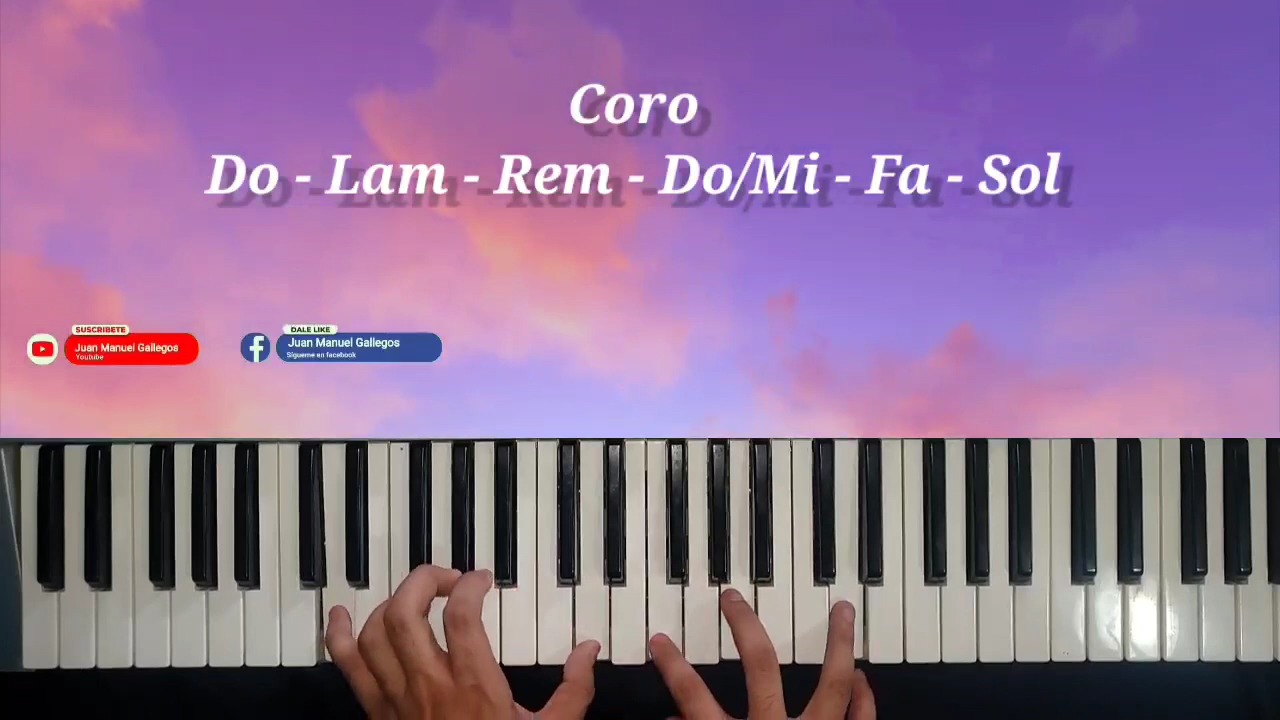 Coro
Do - Lam - Rem - Do/Mi - Fa - Sol
SUSCRIBETE
Juan Manuel Gallegos
Youtube
DALE LIKE
Juan Manuel Gallegos
Sígueme en facebook